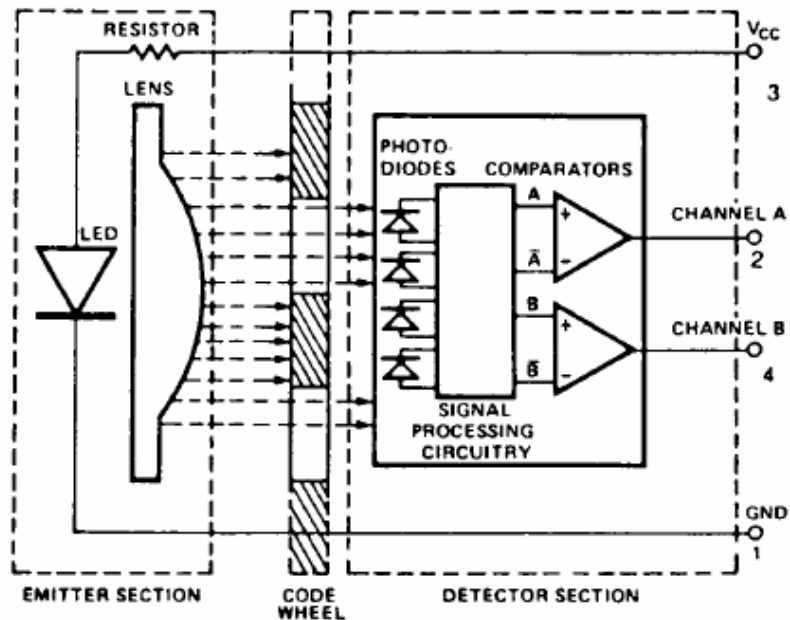 RESISTOR
LENS
LED
VCC
3
PHOTO-
DIODES
COMPARATORS
A
+
CHANNEL A
Ā
−
2
B
+
CHANNEL B
B̄
−
4
SIGNAL
PROCESSING
CIRCUITRY
GND
1
EMITTER SECTION
CODE
WHEEL
DETECTOR SECTION